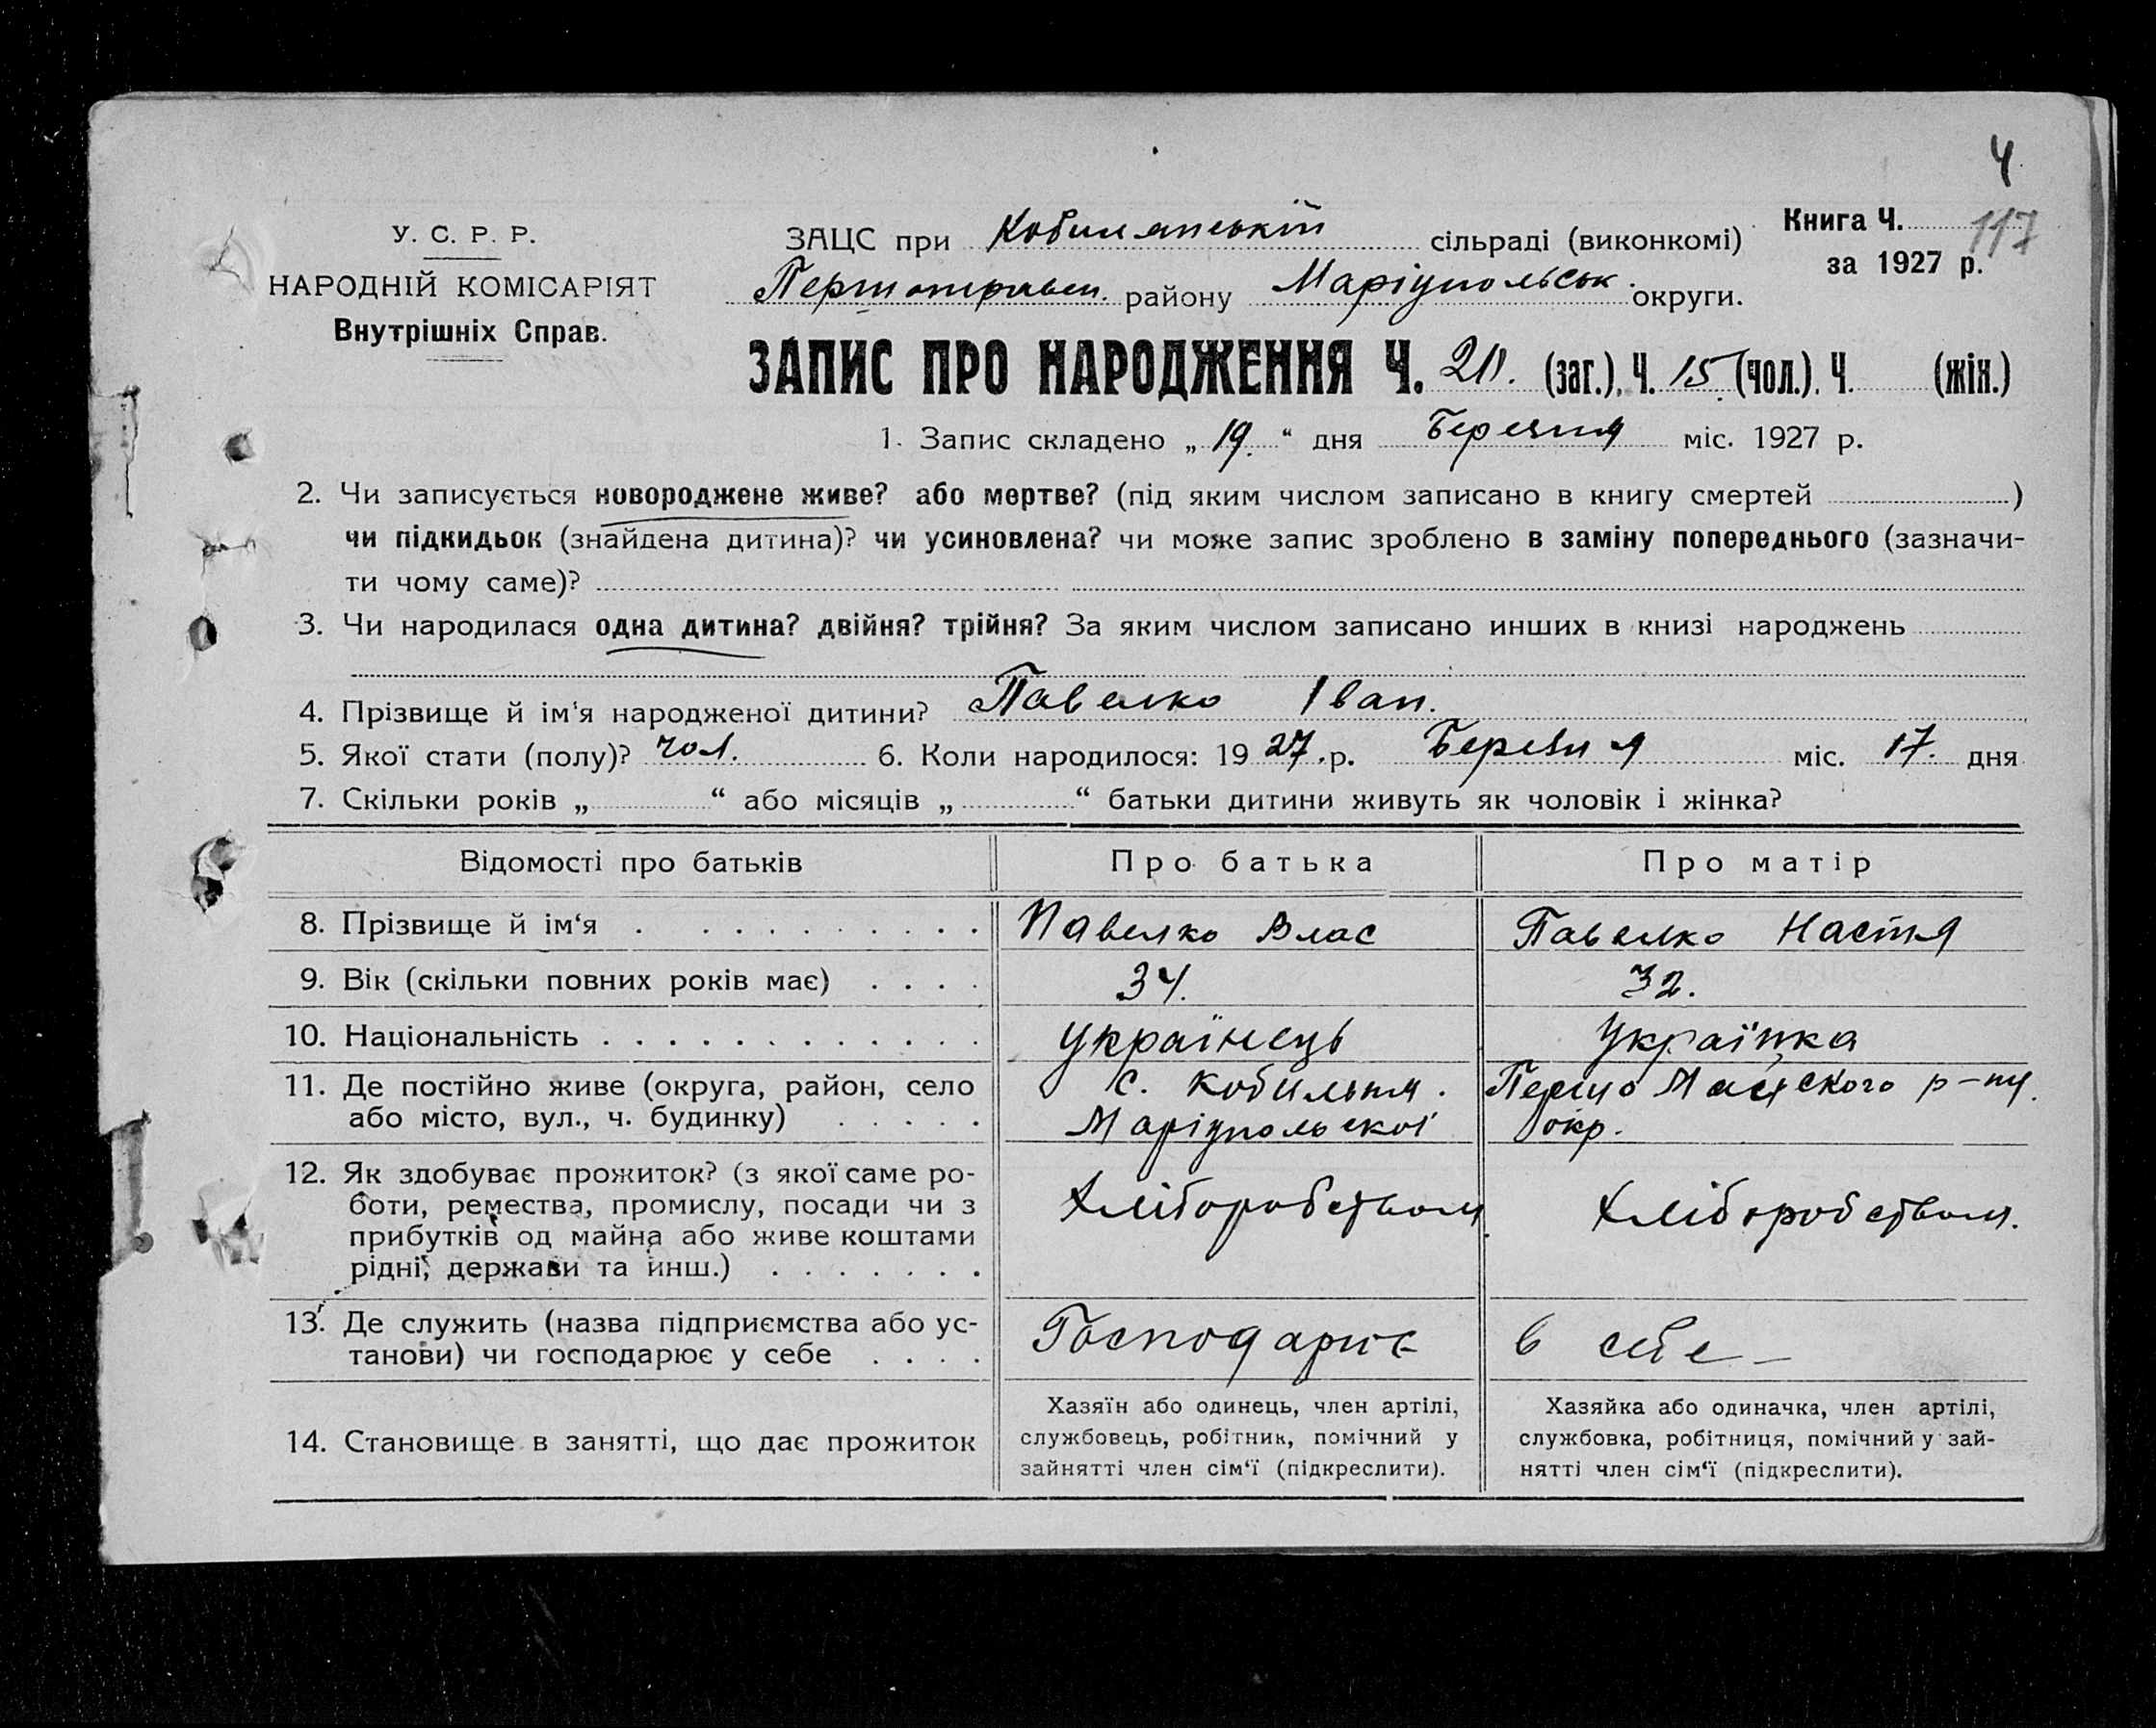 4
У. С. Р. Р.
НАРОДНІЙ КОМІСАРІЯТ
Внутрішніх Справ.
ЗАЦС при Кобилянській сільраді (виконкомі)
Першотравен. району Маріупольськ. округи.
Книга Ч. 117
за 1927 р.
ЗАПИС ПРО НАРОДЖЕННЯ Ч. 20. (заг.), Ч. 15 (чол.), Ч. (жін.)
1. Запис складено „19.“ дня Березня міс. 1927 р.
2. Чи записується новороджене живе? або мертве? (під яким числом записано в книгу смертей )
чи підкидьок (знайдена дитина)? чи усиновлена? чи може запис зроблено в заміну попереднього (зазначи-
ти чому саме)?
3. Чи народилася одна дитина? двійня? трійня? За яким числом записано инших в книзі народжень
4. Прізвище й ім'я народженої дитини? Павелко Іван.
5. Якої стати (полу)? чол. 6. Коли народилося: 1927.р. Березня міс. 17. дня
7. Скільки років „ “ або місяців „ “ батьки дитини живуть як чоловік і жінка?
Відомості про батьків Про батька Про матір
8. Прізвище й ім‘я Павелко Влас Павелко Настя
9. Вік (скільки повних років має) 34. 32.
10. Національність українець Українка
11. Де постійно живе (округа, район, село с. Кобильня. Першо Майского р-ну.
або місто, вул., ч. будинку) Маріупольскої окр.
12. Як здобуває прожиток? (з якої саме ро-
боти, ремества, промислу, посади чи з Хліборобством Хліборобством.
прибутків од майна або живе коштами
рідні, держави та инш.)
13. Де служить (назва підприємства або ус- Господарює в себе
танови) чи господарює у себе
14. Становище в занятті, що дає прожиток
Хазяїн або одинець, член артілі,
службовець, робітник, помічний у
зайнятті член сім‘ї (підкреслити).
Хазяйка або одиначка, член артілі,
службовка, робітниця, помічний у зай-
нятті член сім‘ї (підкреслити).